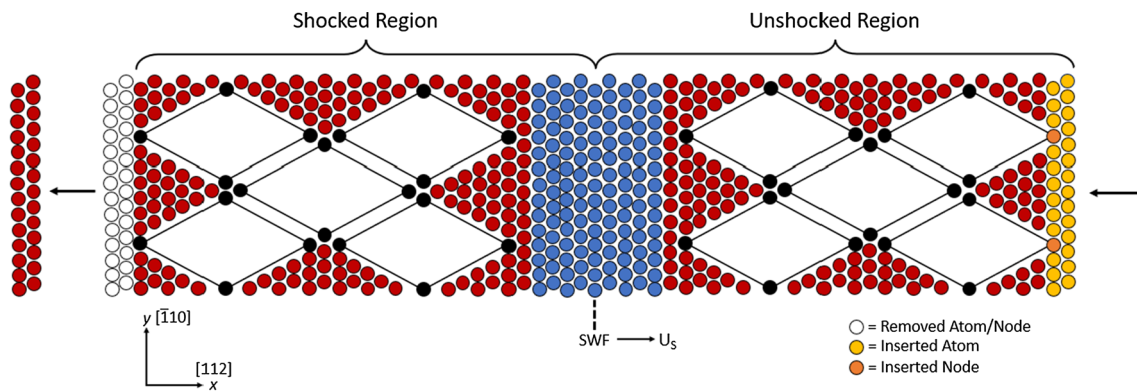 Shocked Region
Unshocked Region
y [1̅10]
[112]
x
SWF
U_S
= Removed Atom/Node
= Inserted Atom
= Inserted Node